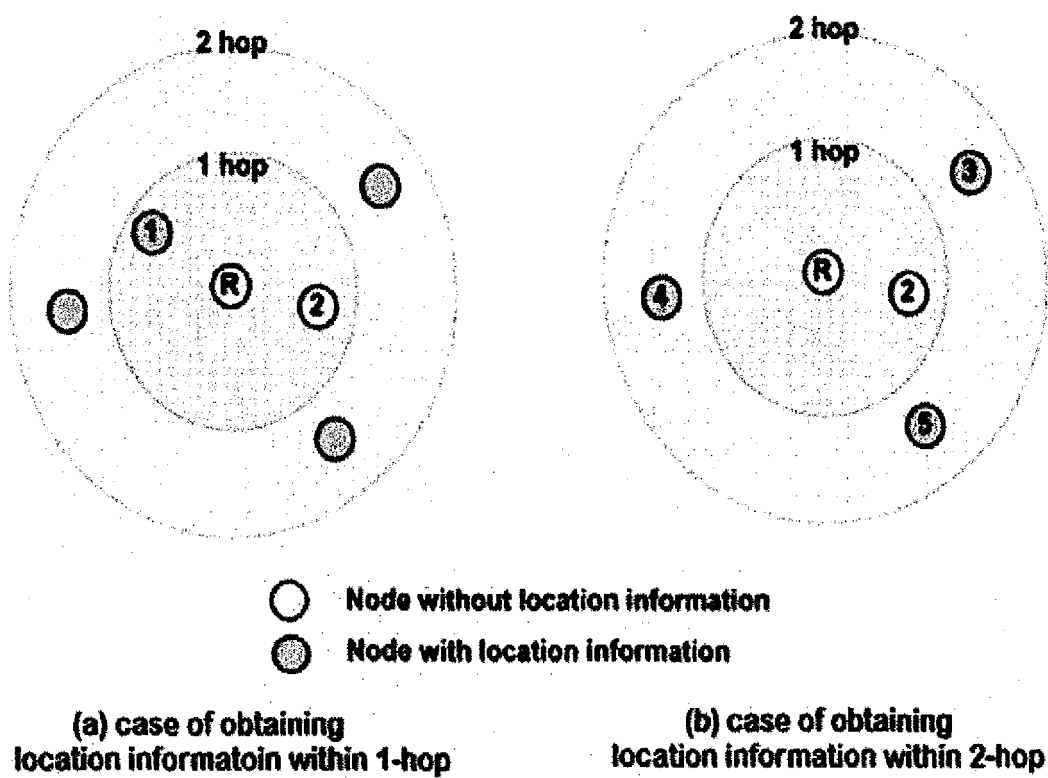 2 hop
1 hop
1
R
2
2 hop
1 hop
3
R
4
2
5
Node without location information
Node with location information
(a) case of obtaining
location informatoin within 1-hop
(b) case of obtaining
location information within 2-hop